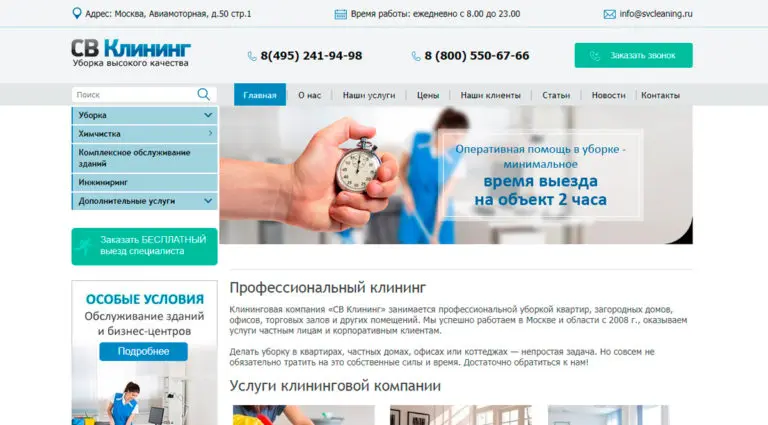 Адрес: Москва, Авиамоторная, д.50 стр.1
Время работы: ежедневно с 8.00 до 23.00
info@svcleaning.ru
СВ Клининг
Уборка высокого качества
8(495) 241-94-98
8 (800) 550-67-66
Заказать звонок
Поиск
Главная
О нас
Наши услуги
Цены
Наши клиенты
Статьи
Новости
Контакты
Уборка
Химчистка
Комплексное обслуживание
зданий
Инжиниринг
Дополнительные услуги
Оперативная помощь в уборке -
минимальное
время выезда
на объект 2 часа
Заказать БЕСПЛАТНЫЙ
выезд специалиста
ОСОБЫЕ УСЛОВИЯ
Обслуживание зданий
и бизнес-центров
Подробнее
Профессиональный клининг
Клининговая компания «СВ Клининг» занимается профессиональной уборкой квартир, загородных домов,
офисов, торговых залов и других помещений. Мы успешно работаем в Москве и области с 2008 г., оказываем
услуги частным лицам и корпоративным клиентам.
Делать уборку в квартирах, частных домах, офисах или коттеджах — непростая задача. Но совсем не
обязательно тратить на это собственные силы и время. Достаточно обратиться к нам!
Услуги клининговой компании